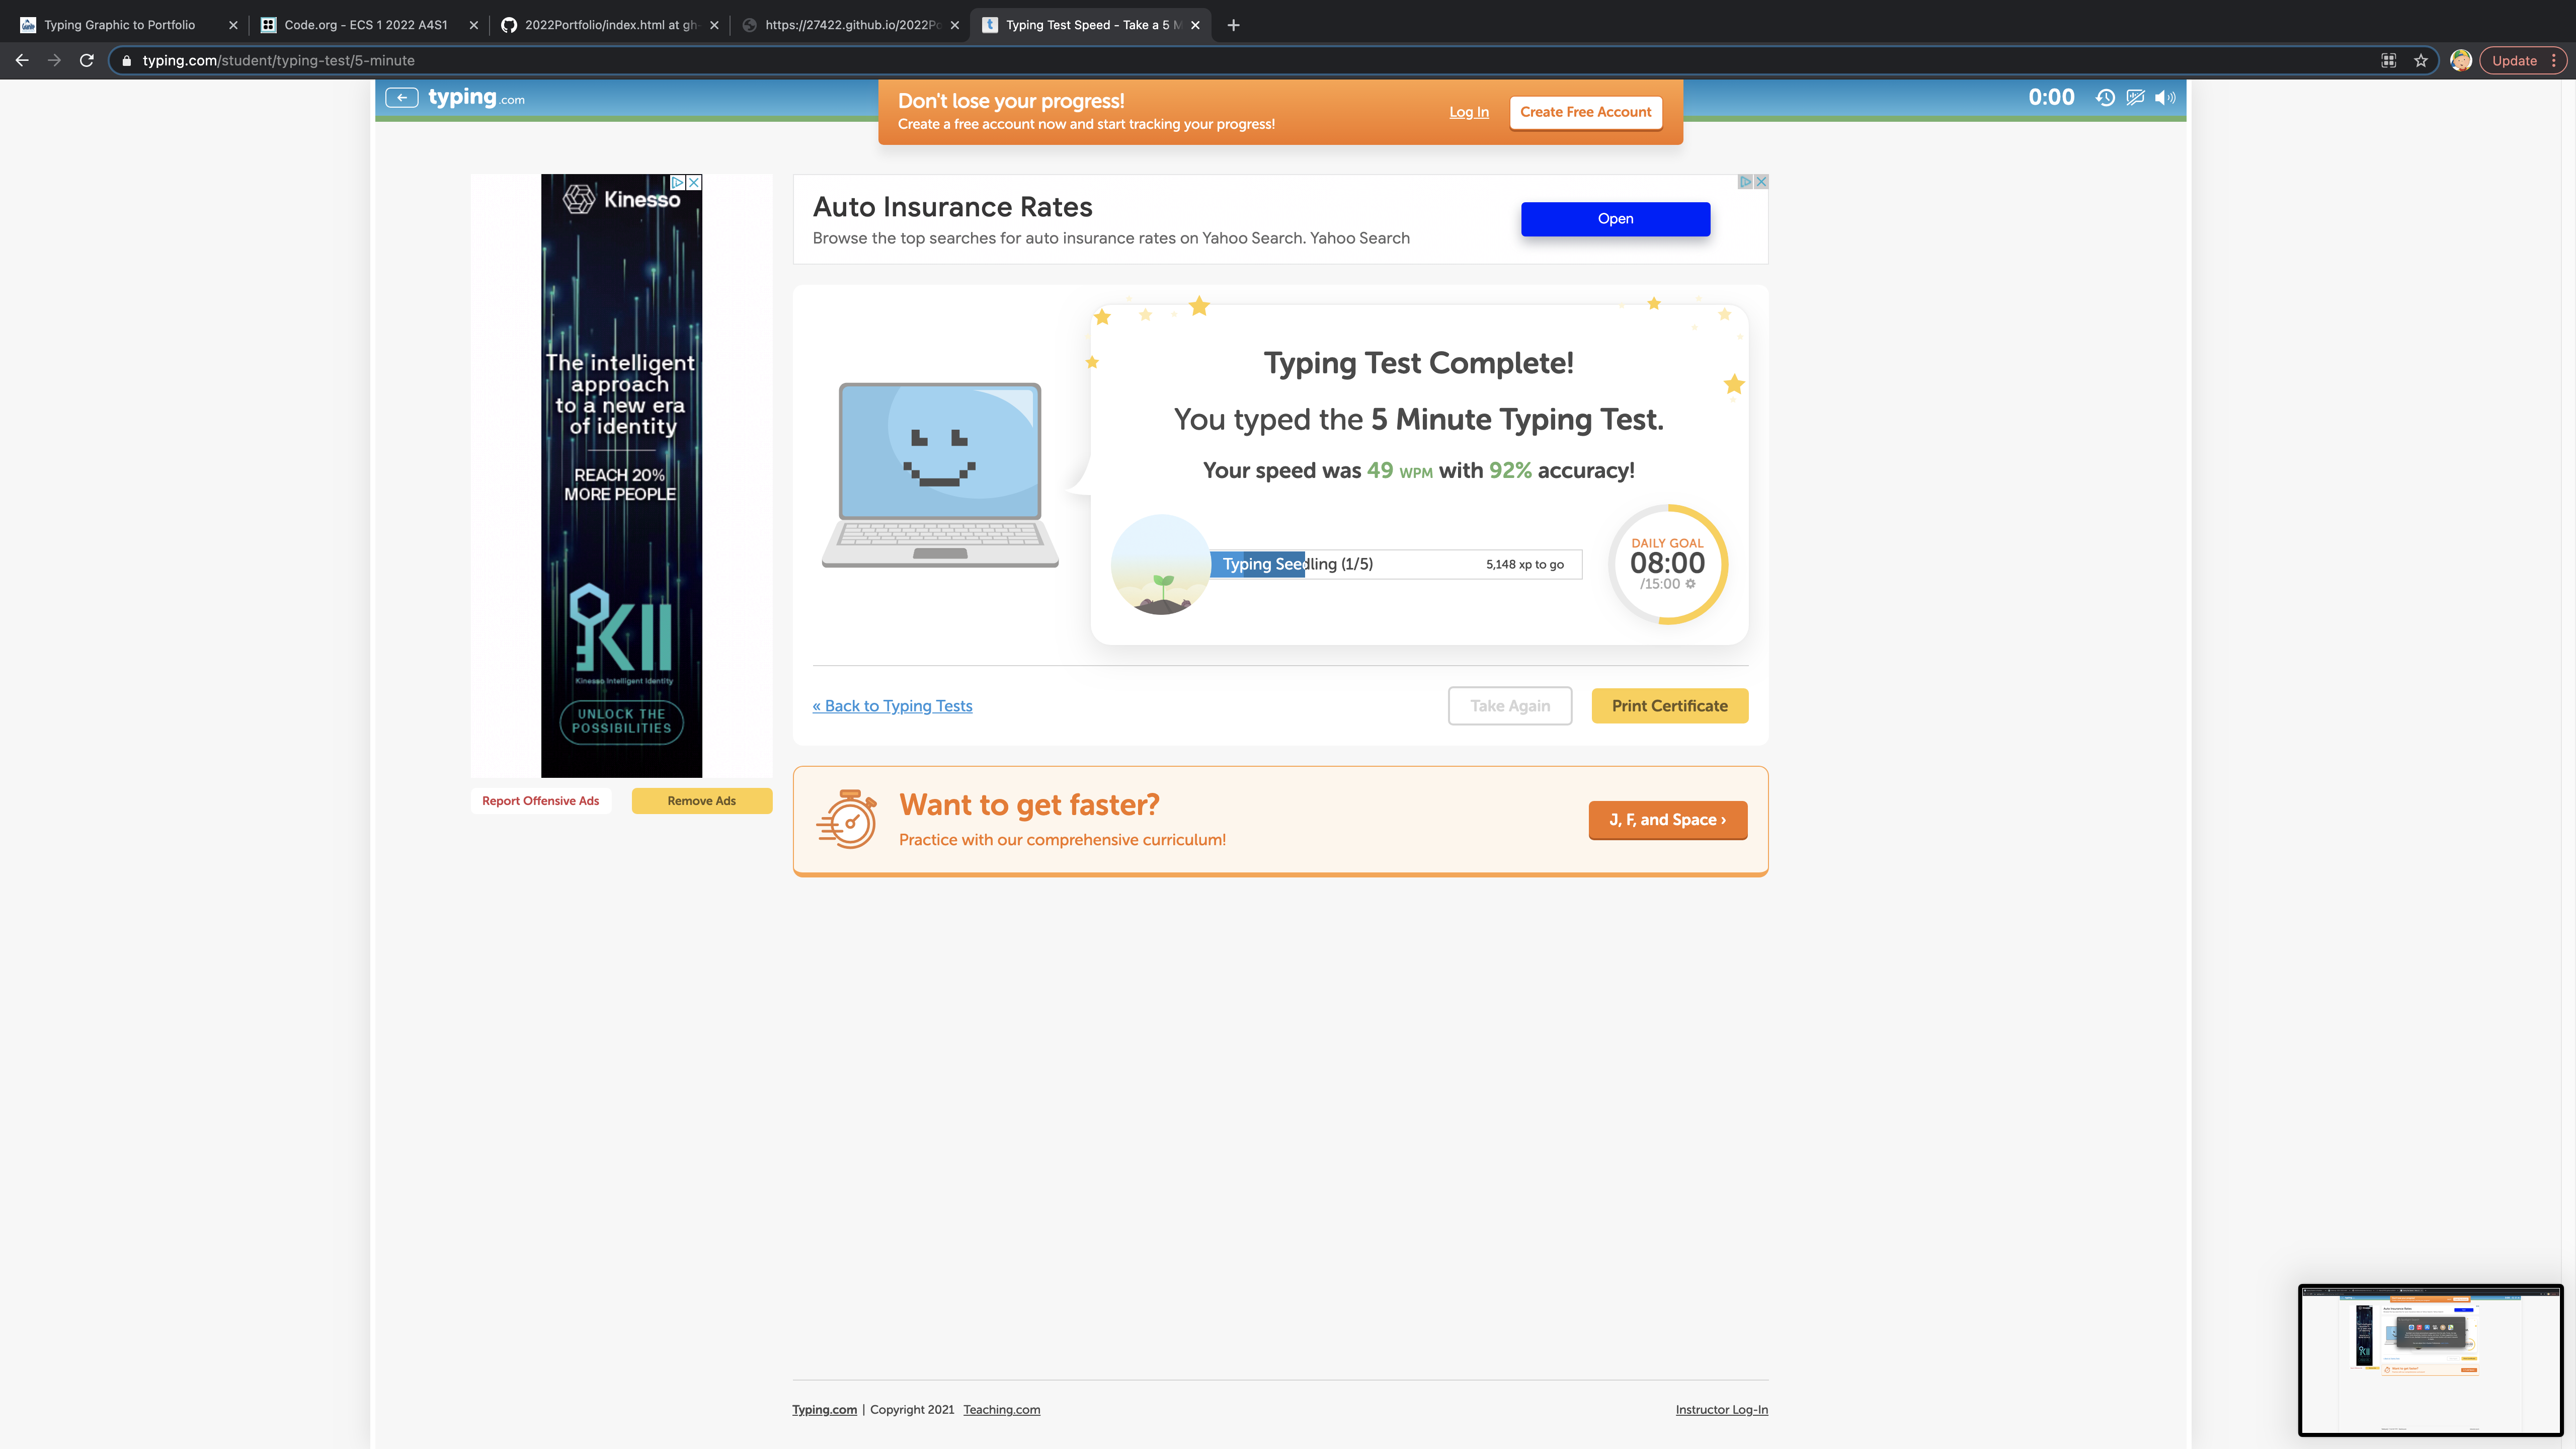 Typing Graphic to Portfolio
Code.org - ECS 1 2022 A4S1
2022Portfolio/index.html at gh-
https://27422.github.io/2022Po
Typing Test Speed - Take a 5 M
typing.com/student/typing-test/5-minute
Update
typing.com
Don't lose your progress!
Create a free account now and start tracking your progress!
Log In
Create Free Account
0:00
Kinesso
The intelligent
approach
to a new era
of identity
REACH 20%
MORE PEOPLE
KII
Kinesso Intelligent Identity
UNLOCK THE
POSSIBILITIES
Report Offensive Ads
Remove Ads
Auto Insurance Rates
Browse the top searches for auto insurance rates on Yahoo Search. Yahoo Search
Open
Typing Test Complete!
You typed the 5 Minute Typing Test.
Your speed was 49 WPM with 92% accuracy!
Typing Seedling (1/5)
5,148 xp to go
DAILY GOAL
08:00
/15:00
« Back to Typing Tests
Take Again
Print Certificate
Want to get faster?
Practice with our comprehensive curriculum!
J, F, and Space ›
Typing.com | Copyright 2021 Teaching.com
Instructor Log-In